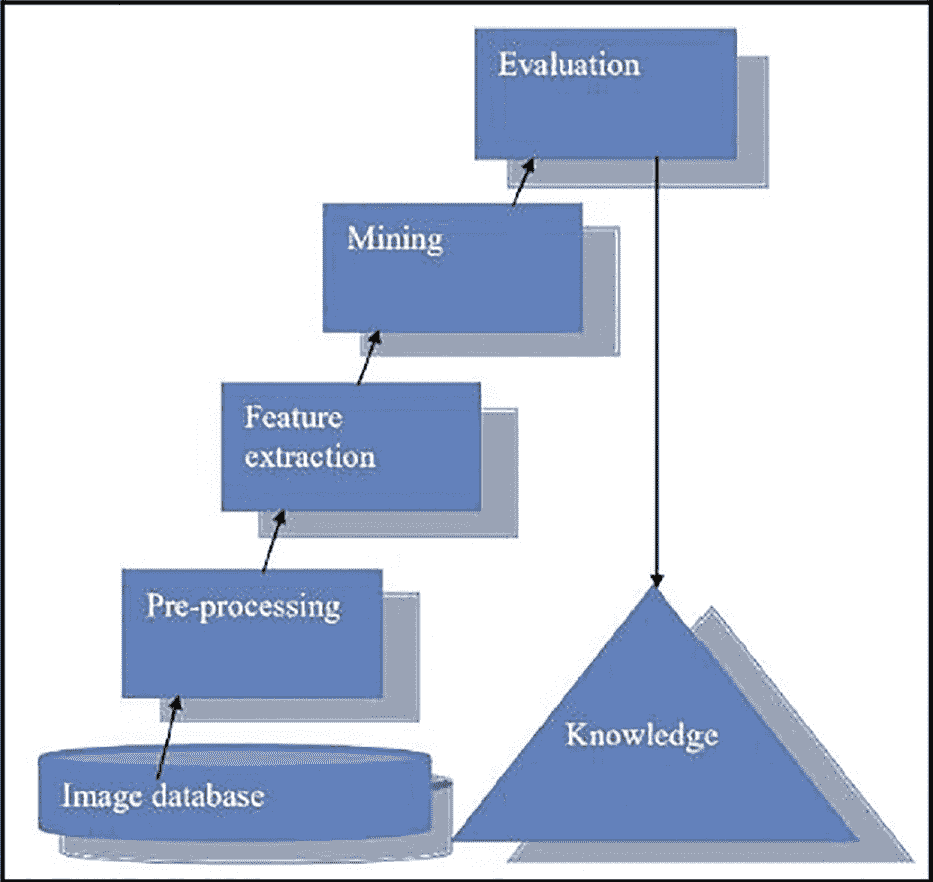 Evaluation
Mining
Feature
extraction
Pre-processing
Knowledge
Image database